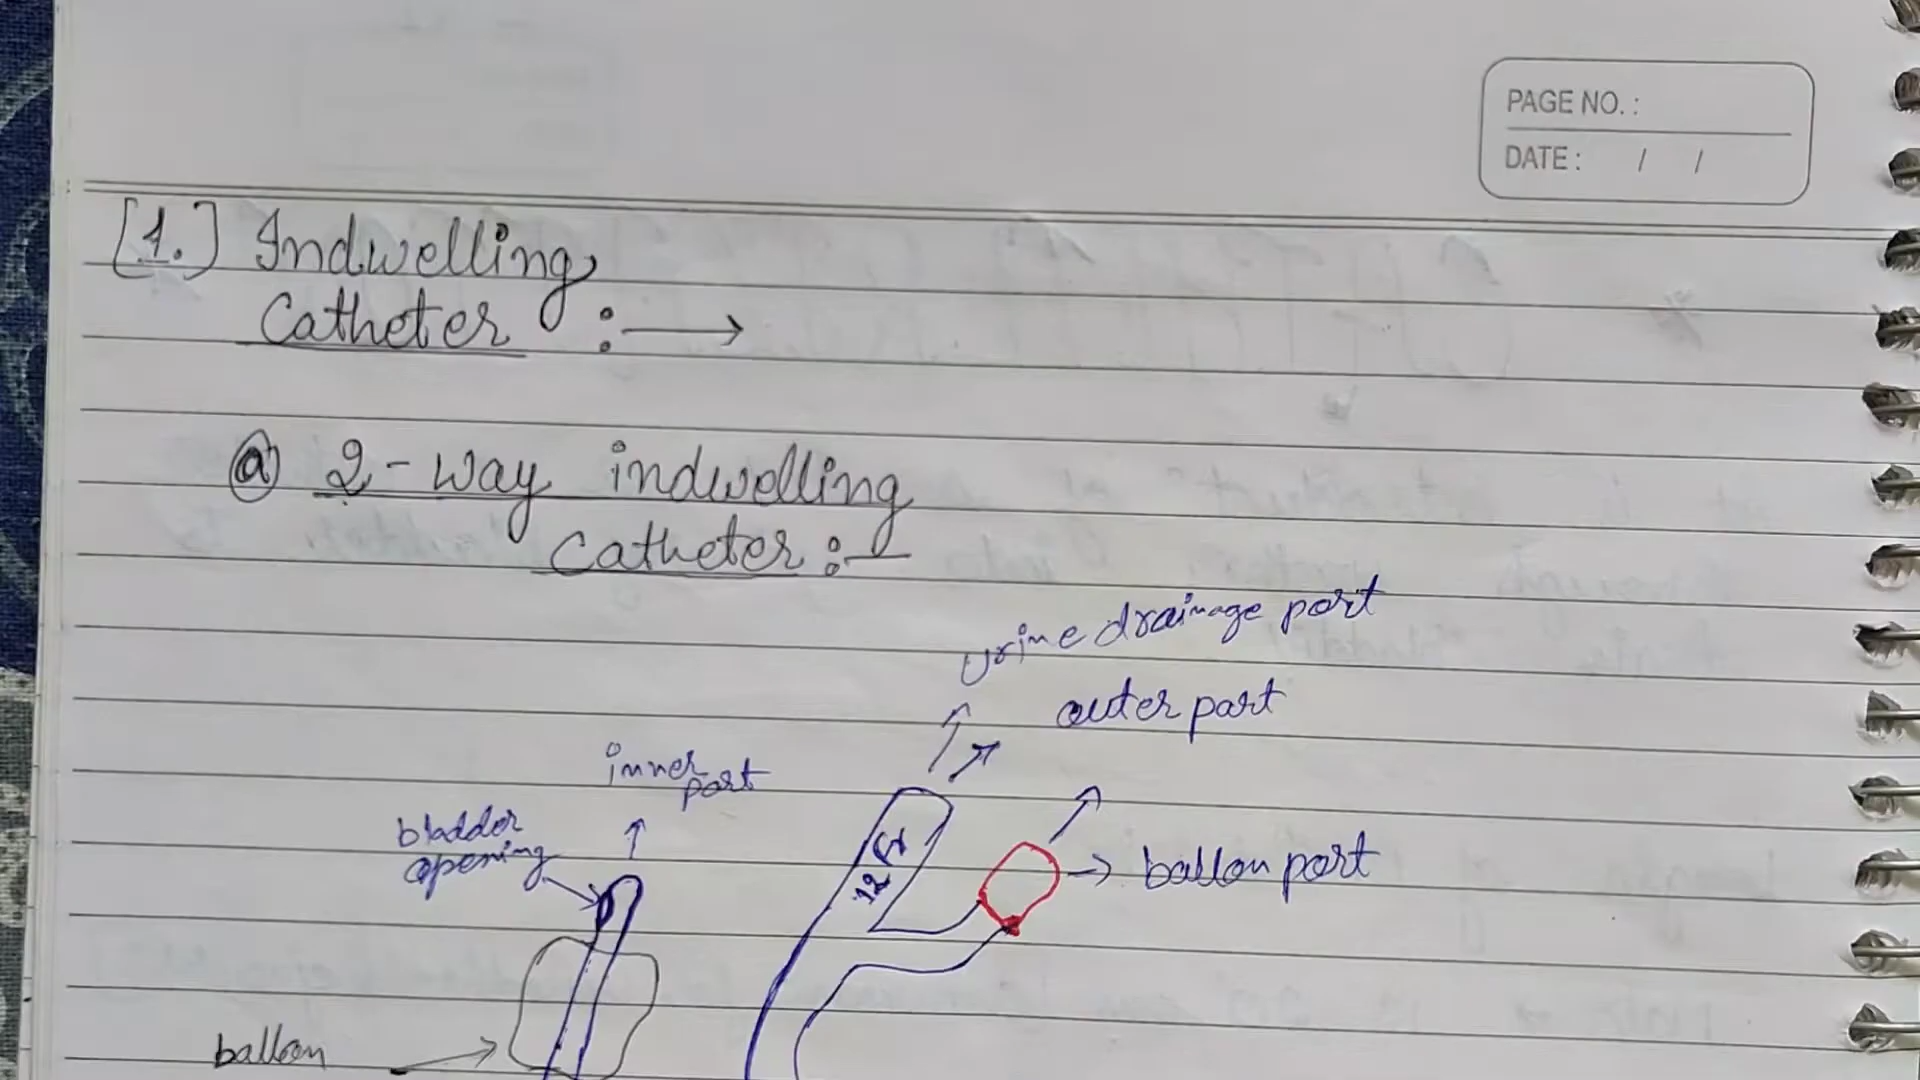 PAGE NO. :
DATE : / /
[1.] Indwelling
Catheter :→
ⓐ 2-way indwelling
Catheter :-
urine drainage port
outer part
inner
part
bladder
opening
12 Fr
→ ballon port
ballon